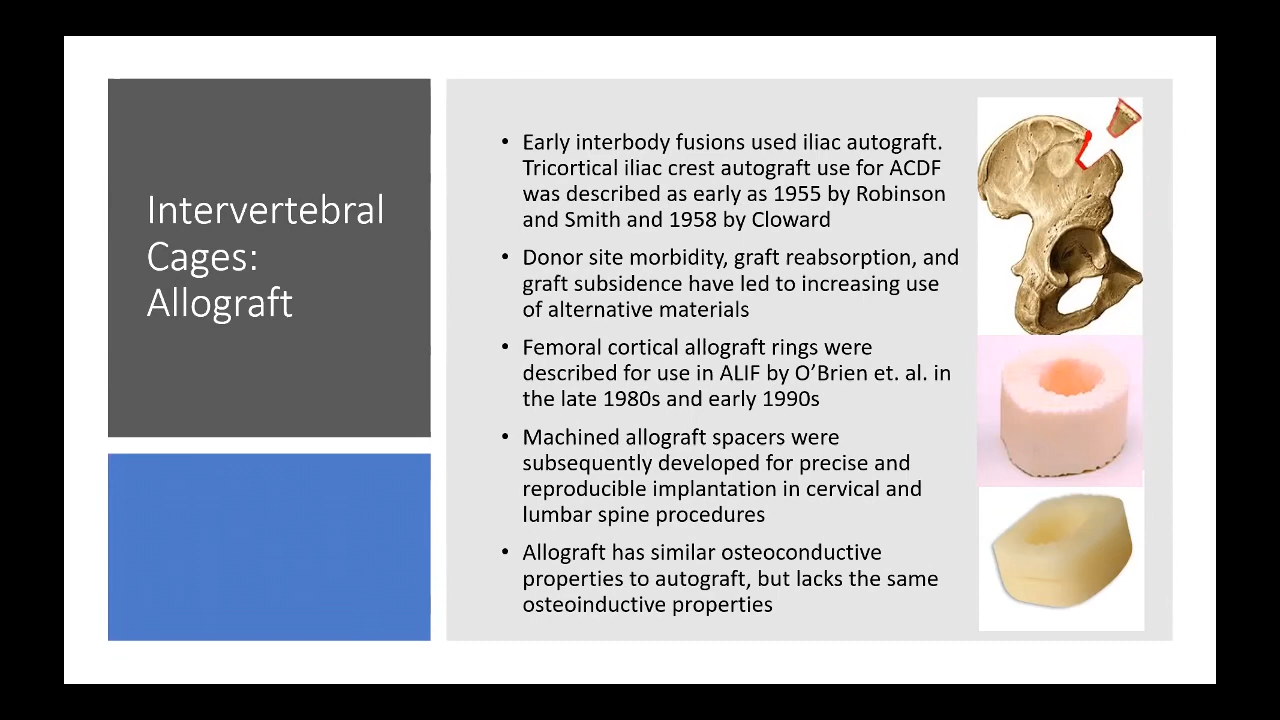 Intervertebral
Cages:
Allograft
• Early interbody fusions used iliac autograft.
Tricortical iliac crest autograft use for ACDF
was described as early as 1955 by Robinson
and Smith and 1958 by Cloward
• Donor site morbidity, graft reabsorption, and
graft subsidence have led to increasing use
of alternative materials
• Femoral cortical allograft rings were
described for use in ALIF by O’Brien et. al. in
the late 1980s and early 1990s
• Machined allograft spacers were
subsequently developed for precise and
reproducible implantation in cervical and
lumbar spine procedures
• Allograft has similar osteoconductive
properties to autograft, but lacks the same
osteoinductive properties